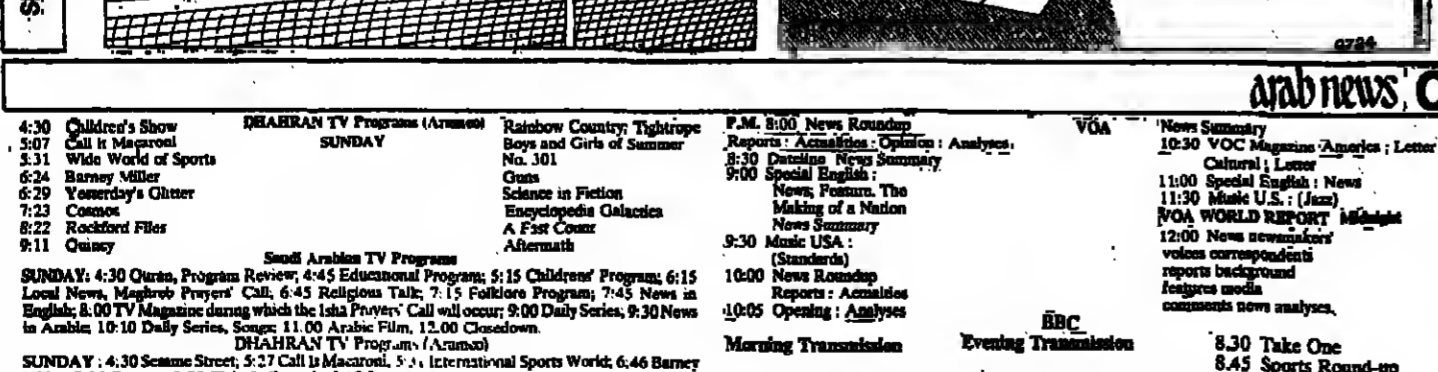 0724
arab news
DHAHRAN TV Programs (Aramco)
SUNDAY
4:30 Children's Show Rainbow Country; Tightrope
5:07 Call It Macaroni Boys and Girls of Summer
5:31 Wide World of Sports No. 301
6:24 Barney Miller Guns
6:29 Yesterday's Glitter Science in Fiction
7:23 Cosmos Encyclopedia Galactica
8:22 Rockford Files A Fast Count
9:11 Quincy Aftermath
Saudi Arabian TV Programs
SUNDAY: 4:30 Quran, Program Review; 4:45 Educational Program; 5:15 Childrens' Program; 6:15
Local News, Maghreb Prayers' Call; 6:45 Religious Talk; 7:15 Folklore Program; 7:45 News in
English; 8:00 TV Magazine during which the Isha Prayers' Call will occur; 9:00 Daily Series; 9:30 News
in Arabic; 10:10 Daily Series, Songs; 11.00 Arabic Film, 12.00 Closedown.
DHAHRAN TV Programs (Aramco)
SUNDAY : 4:30 Sesame Street; 5:27 Call It Macaroni, International Sports World; 6:46 Barney
VOA
P.M. 8:00 News Roundup
Reports : Actualities : Opinion : Analyses.
8:30 Dateline News Summary
9:00 Special English :
News; Feature. The
Making of a Nation
News Summary
9:30 Music USA :
(Standards)
10:00 News Roundup
Reports : Actualities
10:05 Opening : Analyses
News Summary
10:30 VOC Magazine America ; Letter
Cultural ; Letter
11:00 Special English : News
11:30 Music U.S. : (Jazz)
VOA WORLD REPORT Midnight
12:00 News newsmakers'
voices correspondents
reports background
features media
comments news analyses.
BBC
Morning Transmission
Evening Transmission
8.30 Take One
8.45 Sports Round-up